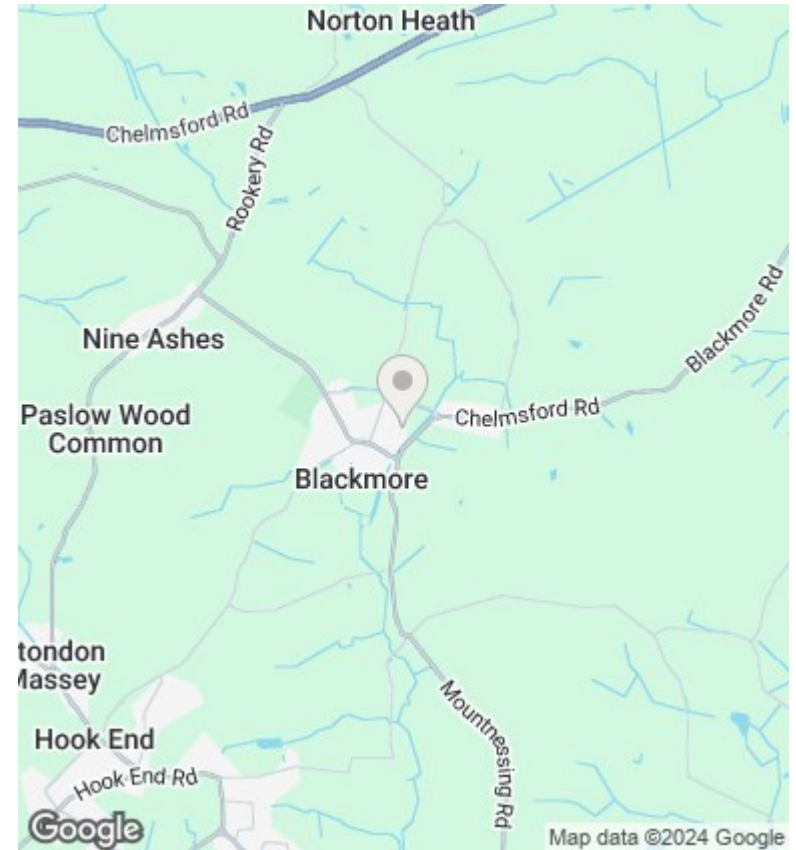 Norton Heath
Chelmsford Rd
Rookery Rd
Blackmore Rd
Nine Ashes
Paslow Wood
Common
Chelmsford Rd
Blackmore
tondon
Massey
Mountnessing Rd
Hook End
Hook End Rd
Google
Map data ©2024 Google